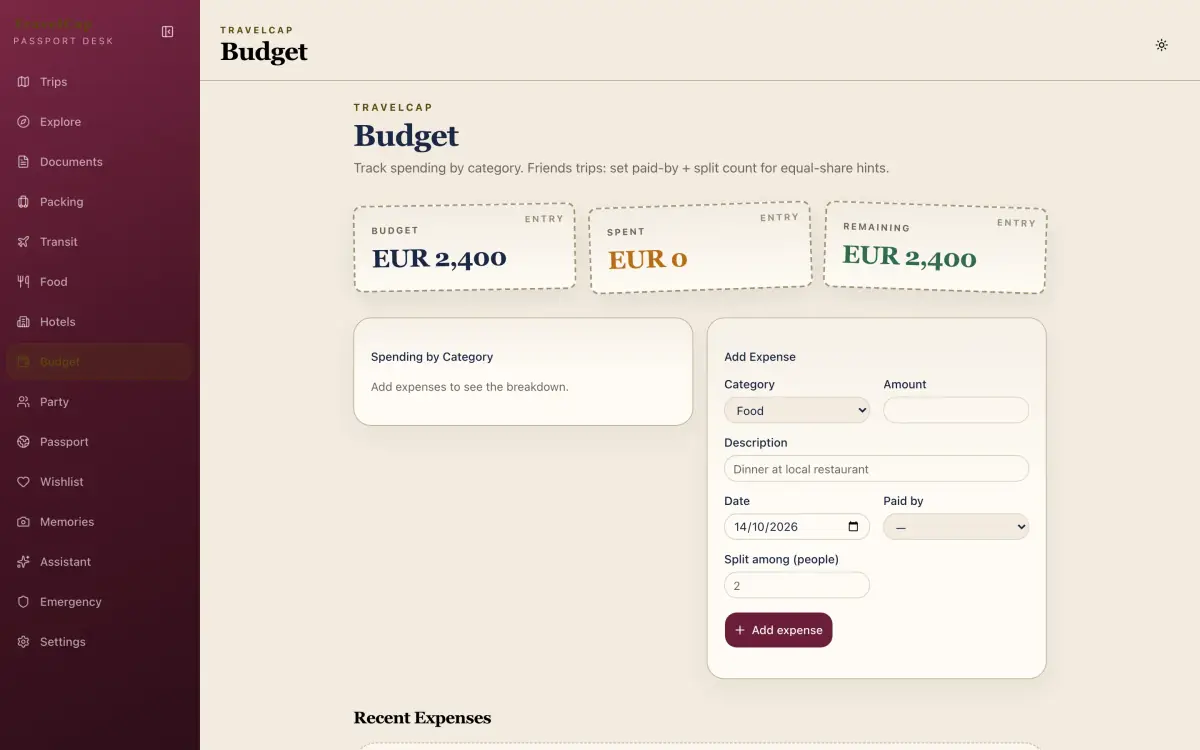 PASSPORT DESK
Trips
Explore
Documents
Packing
Transit
Food
Hotels
Budget
Party
Passport
Wishlist
Memories
Assistant
Emergency
Settings
TRAVELCAP
Budget
TRAVELCAP
Budget
Track spending by category. Friends trips: set paid-by + split count for equal-share hints.
ENTRY
BUDGET
EUR 2,400
ENTRY
SPENT
EUR 0
ENTRY
REMAINING
EUR 2,400
Spending by Category
Add expenses to see the breakdown.
Add Expense
Category Amount
Food
Description
Dinner at local restaurant
Date Paid by
14/10/2026 —
Split among (people)
2
+ Add expense
Recent Expenses